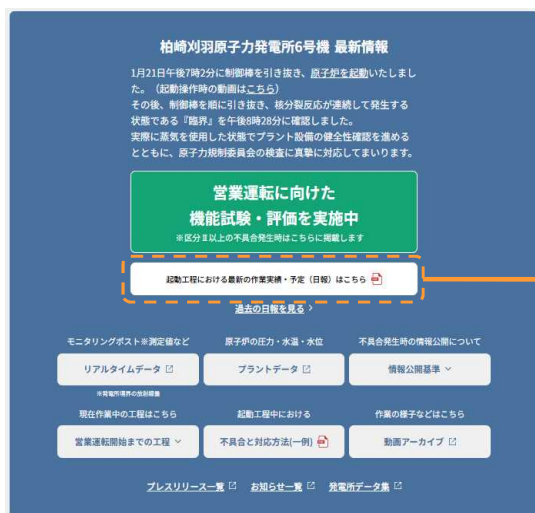 柏崎刈羽原子力発電所6号機 最新情報
1月21日午後7時2分に制御棒を引き抜き、原子炉を起動いたしまし
た。（起動操作時の動画はこちら）
その後、制御棒を順に引き抜き、核分裂反応が連続して発生する
状態である『臨界』を午後8時28分に確認しました。
実際に蒸気を使用した状態でプラント設備の健全性確認を進める
とともに、原子力規制委員会の検査に真摯に対応してまいります。
営業運転に向けた
機能試験・評価を実施中
※区分Ⅱ以上の不具合発生時はこちらに掲載します
起動工程における最新の作業実績・予定（日報）はこちら
過去の日報を見る
モニタリングポスト※測定値など 原子炉の圧力・水温・水位 不具合発生時の情報公開について
リアルタイムデータ プラントデータ 情報公開基準
※発電所境界の放射線量
現在作業中の工程はこちら 起動工程中における 作業の様子などはこちら
営業運転開始までの工程 不具合と対応方法(一例) 動画アーカイブ
プレスリリース一覧 お知らせ一覧 発電所データ集